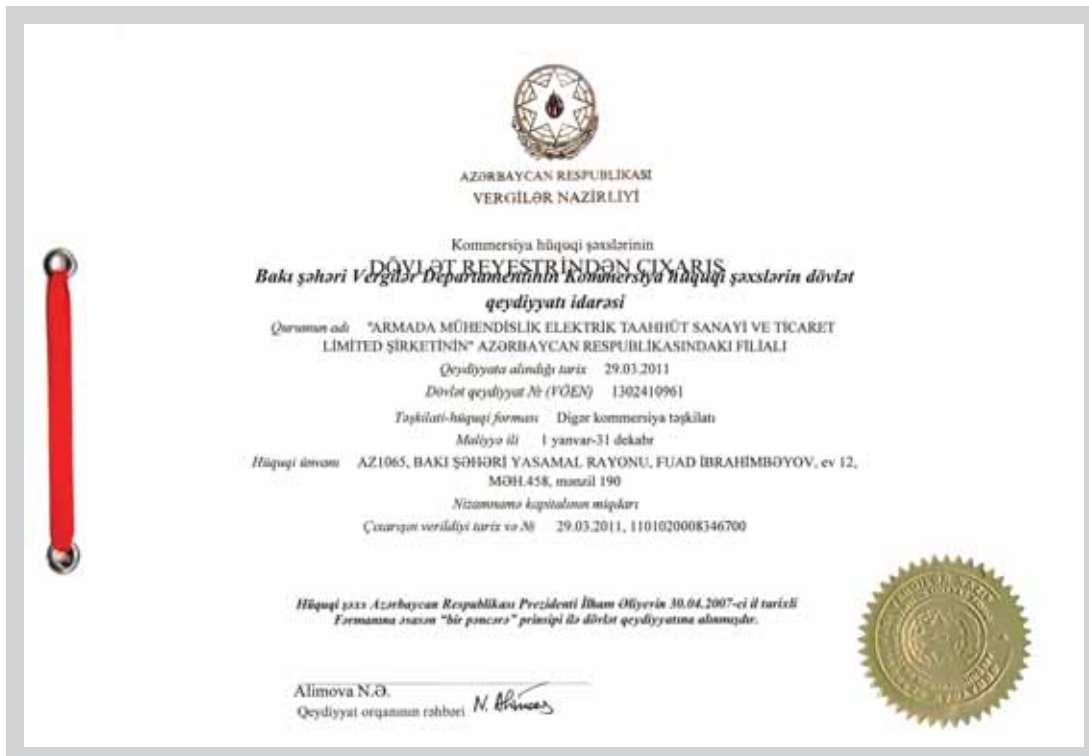 AZƏRBAYCAN RESPUBLİKASI
VERGİLƏR NAZİRLİYİ
Kommersiya hüquqi şəxslərinin
DÖVLƏT REYESTRİNDƏN ÇIXARIŞ
Bakı şəhəri Vergilər Departamentinin Kommersiya hüquqi şəxslərin dövlət
qeydiyyatı idarəsi
Qurumun adı "ARMADA MÜHENDİSLİK ELEKTRİK TAAHHÜT SANAYİ VE TİCARET
LİMİTED ŞİRKETİNİN" AZƏRBAYCAN RESPUBLİKASINDAKI FİLİALI
Qeydiyyata alındığı tarix 29.03.2011
Dövlət qeydiyyat № (VÖEN) 1302410961
Təşkilati-hüquqi forması Digər kommersiya təşkilatı
Maliyyə ili 1 yanvar-31 dekabr
Hüquqi ünvanı AZ1065, BAKI ŞƏHƏRİ YASAMAL RAYONU, FUAD İBRAHİMBƏYOV, ev 12,
MƏH.458, mənzil 190
Nizamnamə kapitalının miqdarı
Çıxarışın verildiyi tarix və № 29.03.2011, 1101020008346700
Hüquqi şəxs Azərbaycan Respublikası Prezidenti İlham Əliyevin 30.04.2007-ci il tarixli
Fərmanına əsasən "bir pəncərə" prinsipi ilə dövlət qeydiyyatına alınmışdır.
Alimova N.Ə.
Qeydiyyat orqanının rəhbəri